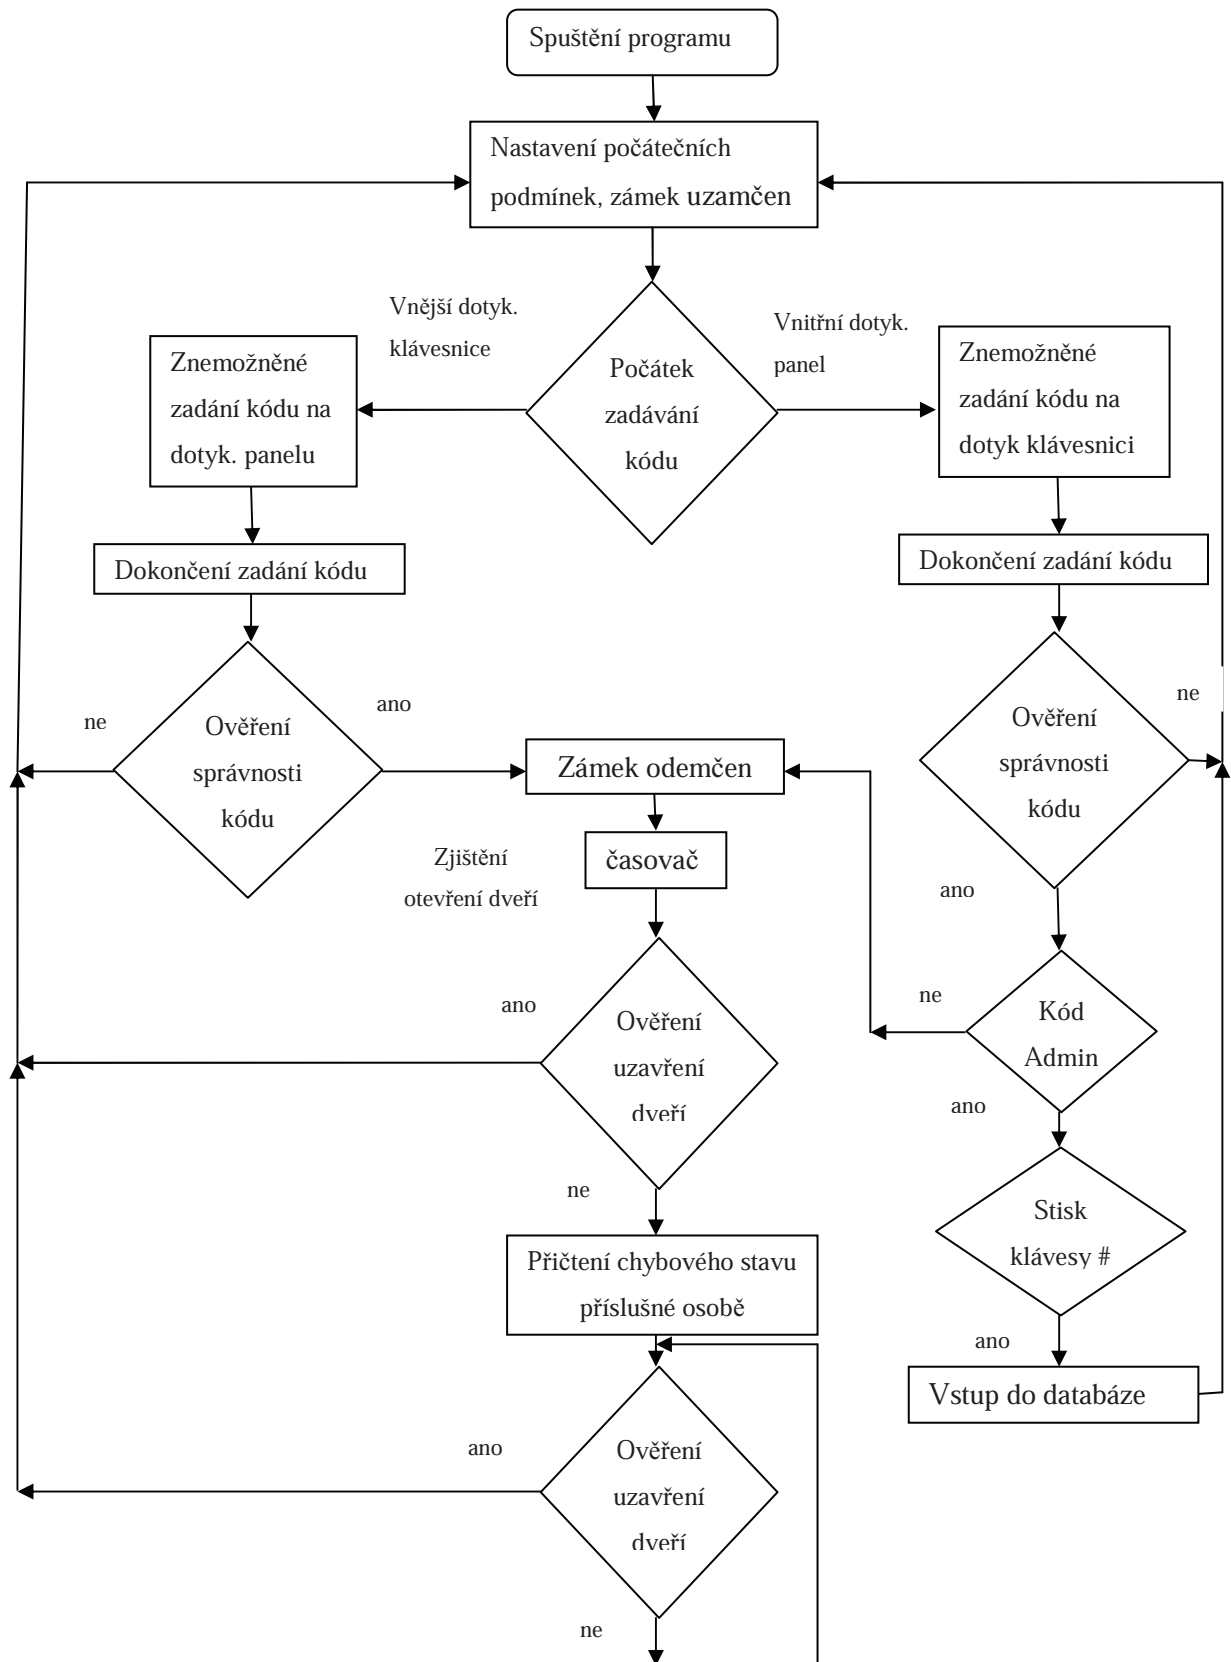 Spuštění programu
Nastavení počátečních
podmínek, zámek uzamčen
Vnější dotyk.
klávesnice
Vnitřní dotyk.
panel
Počátek
zadávání
kódu
Znemožněné
zadání kódu na
dotyk. panelu
Znemožněné
zadání kódu na
dotyk klávesnici
Dokončení zadání kódu
Dokončení zadání kódu
ne
Ověření
správnosti
kódu
ano
Zámek odemčen
Ověření
správnosti
kódu
ne
časovač
Zjištění
otevření dveří
ano
ano
Ověření
uzavření
dveří
ne
Kód
Admin
ano
ne
Přičtení chybového stavu
příslušné osobě
Stisk
klávesy #
ano
Vstup do databáze
ano
Ověření
uzavření
dveří
ne